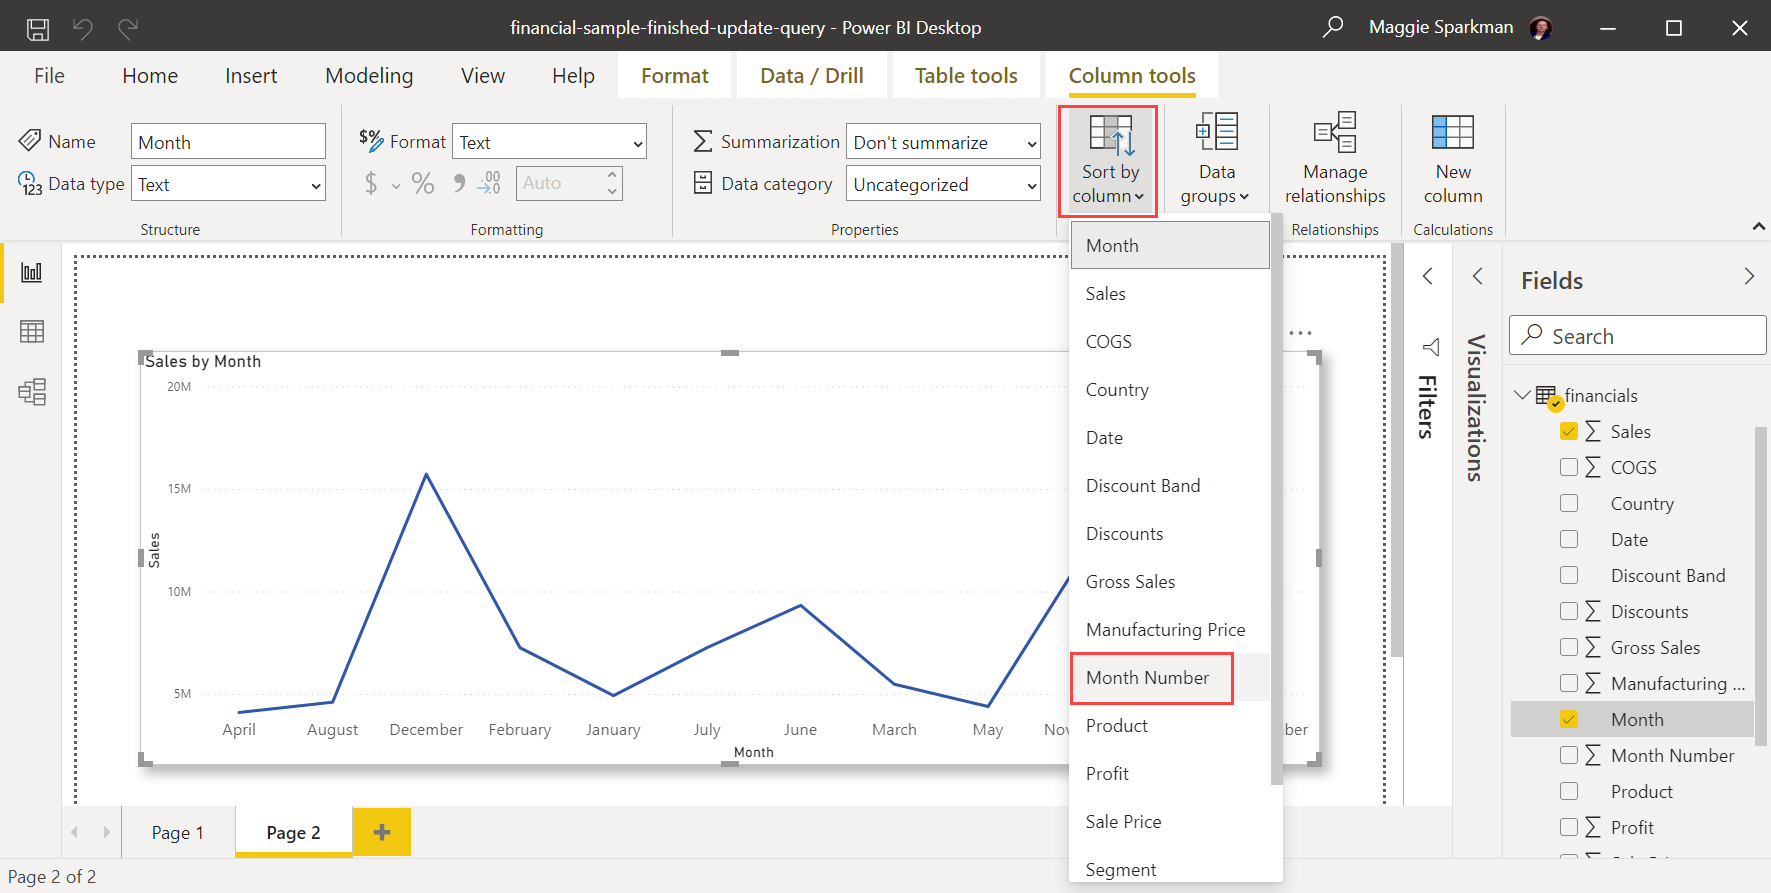 financial-sample-finished-update-query - Power BI Desktop
Maggie Sparkman
File Home Insert Modeling View Help Format Data / Drill Table tools Column tools
Name Month
Data type Text
Structure
$% Format Text
$ % 9 .00 Auto
Formatting
Summarization Don't summarize
Data category Uncategorized
Properties
Sort by
column
Data
groups
Manage
relationships
Relationships
New
column
Calculations
Month
Sales
COGS
Country
Date
Discount Band
Discounts
Gross Sales
Manufacturing Price
Month Number
Product
Profit
Sale Price
Segment
Sales by Month
20M
15M
10M
5M
Sales
April August December February January July June March May Nov ber
Month
Filters
Visualizations
Fields
Search
financials
Sales
COGS
Country
Date
Discount Band
Discounts
Gross Sales
Manufacturing ...
Month
Month Number
Product
Profit
Page 1
Page 2
Page 2 of 2